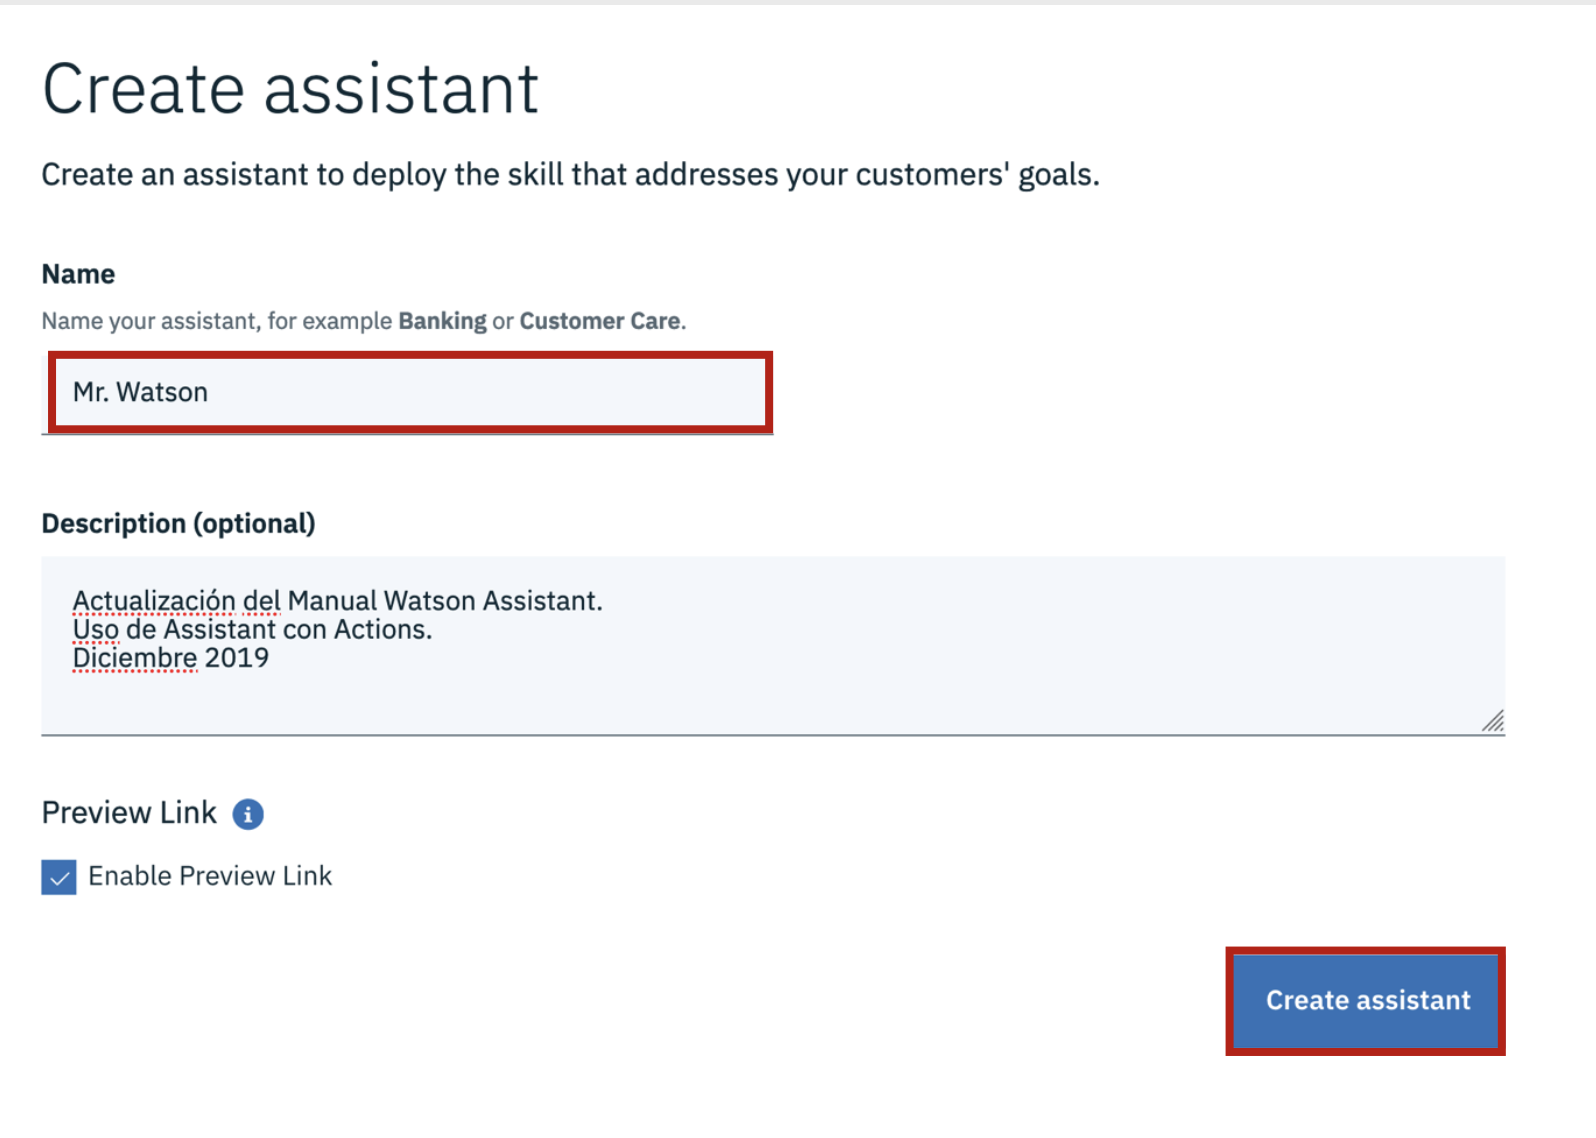 Create assistant
Create an assistant to deploy the skill that addresses your customers' goals.
Name
Name your assistant, for example Banking or Customer Care.
Mr. Watson
Description (optional)
Actualización del Manual Watson Assistant.
Uso de Assistant con Actions.
Diciembre 2019
Preview Link i
Enable Preview Link
Create assistant